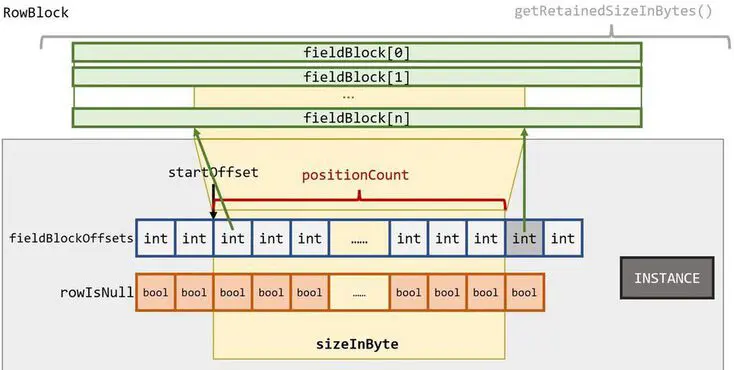 RowBlock
getRetainedSizeInBytes()
fieldBlock[0]
fieldBlock[1]
...
fieldBlock[n]
startOffset
positionCount
fieldBlockOffsets int int int int int …… int int int int int
rowIsNull bool bool bool bool bool …… bool bool bool bool
INSTANCE
sizeInByte